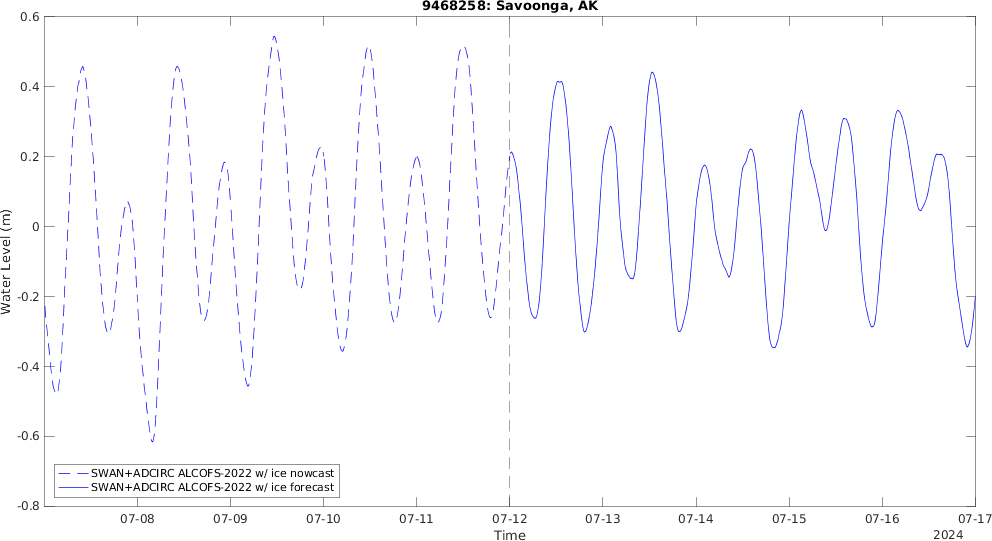 9468258: Savoonga, AK
0.6
0.4
0.2
0
-0.2
-0.4
-0.6
-0.8
Water Level (m)
SWAN+ADCIRC ALCOFS-2022 w/ ice nowcast
SWAN+ADCIRC ALCOFS-2022 w/ ice forecast
07-08 07-09 07-10 07-11 07-12 07-13 07-14 07-15 07-16 07-17
Time
2024